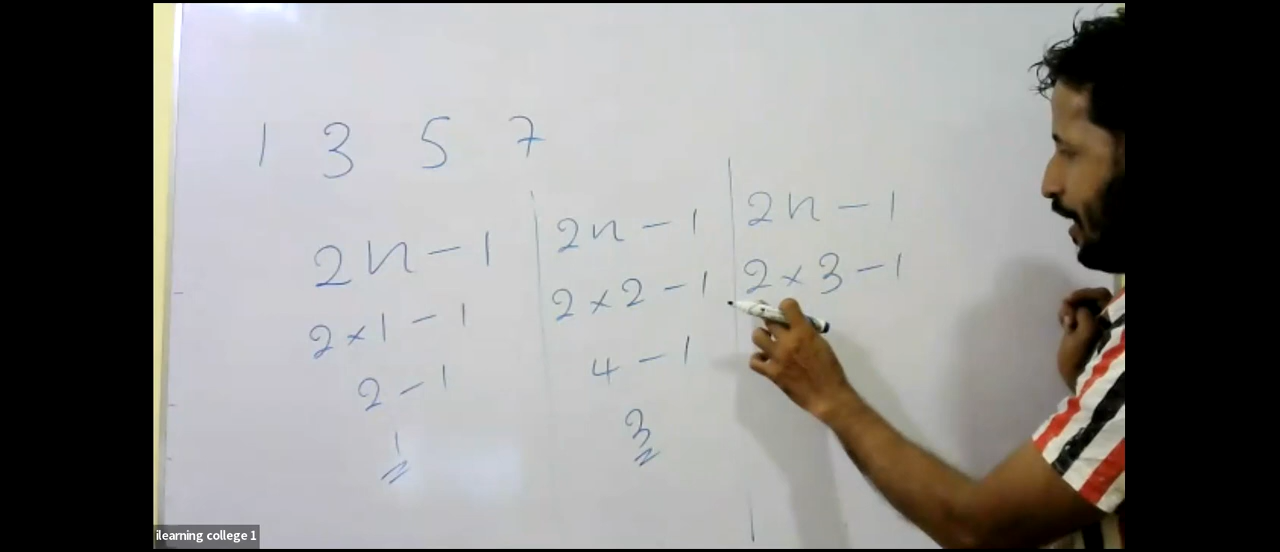 1 3 5 7
2n - 1
2 × 1 - 1
2 - 1
1
2n - 1
2 × 2 - 1
4 - 1
3
2n - 1
2 × 3 - 1
ilearning college 1